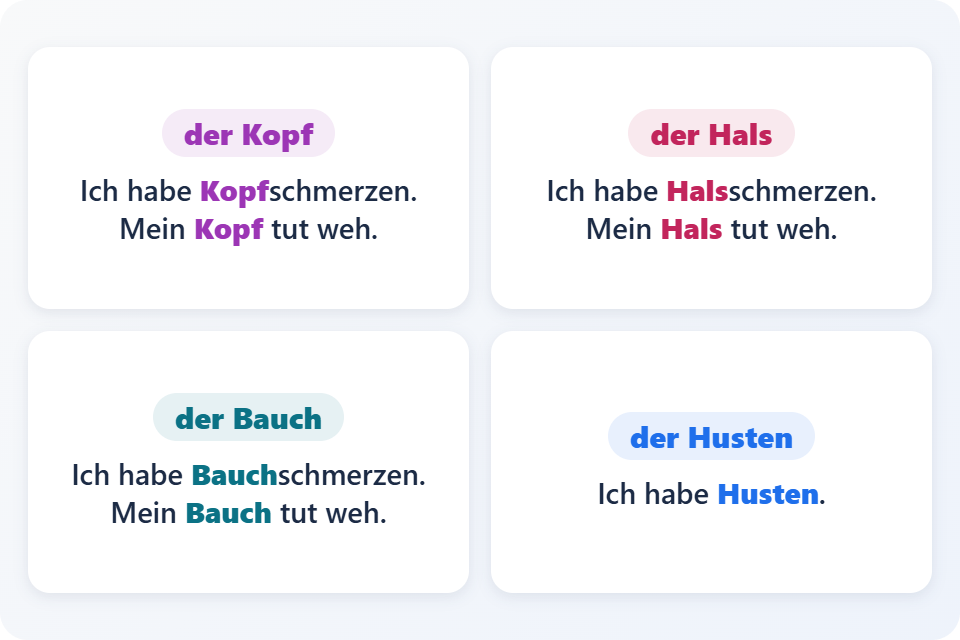 der Kopf
Ich habe Kopfschmerzen.
Mein Kopf tut weh.
der Hals
Ich habe Halsschmerzen.
Mein Hals tut weh.
der Bauch
Ich habe Bauchschmerzen.
Mein Bauch tut weh.
der Husten
Ich habe Husten.